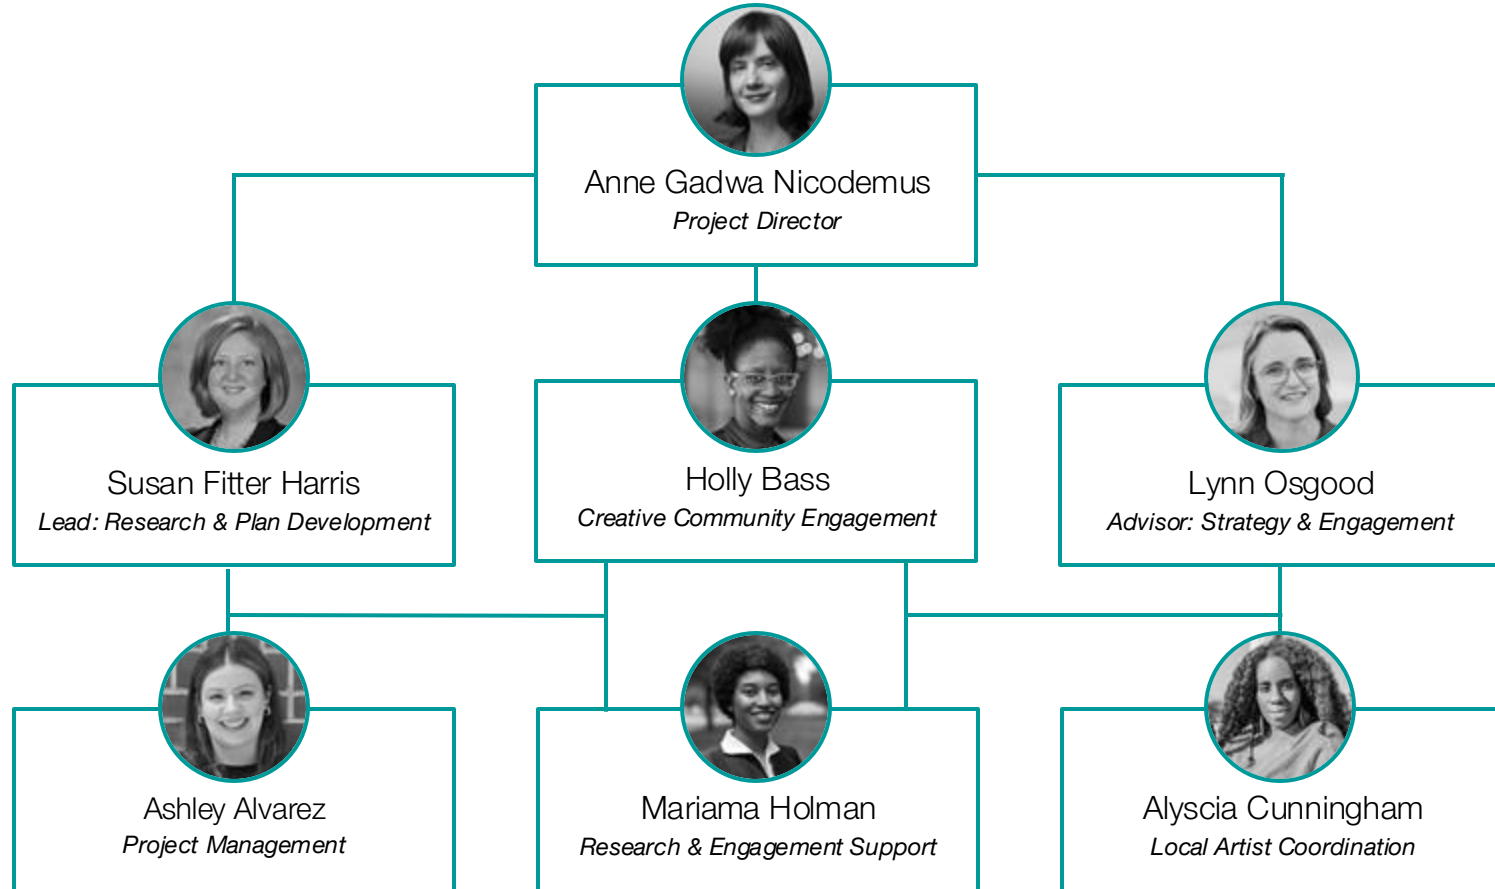 Anne Gadwa Nicodemus
Project Director
Susan Fitter Harris
Lead: Research & Plan Development
Holly Bass
Creative Community Engagement
Lynn Osgood
Advisor: Strategy & Engagement
Ashley Alvarez
Project Management
Mariama Holman
Research & Engagement Support
Alyscia Cunningham
Local Artist Coordination